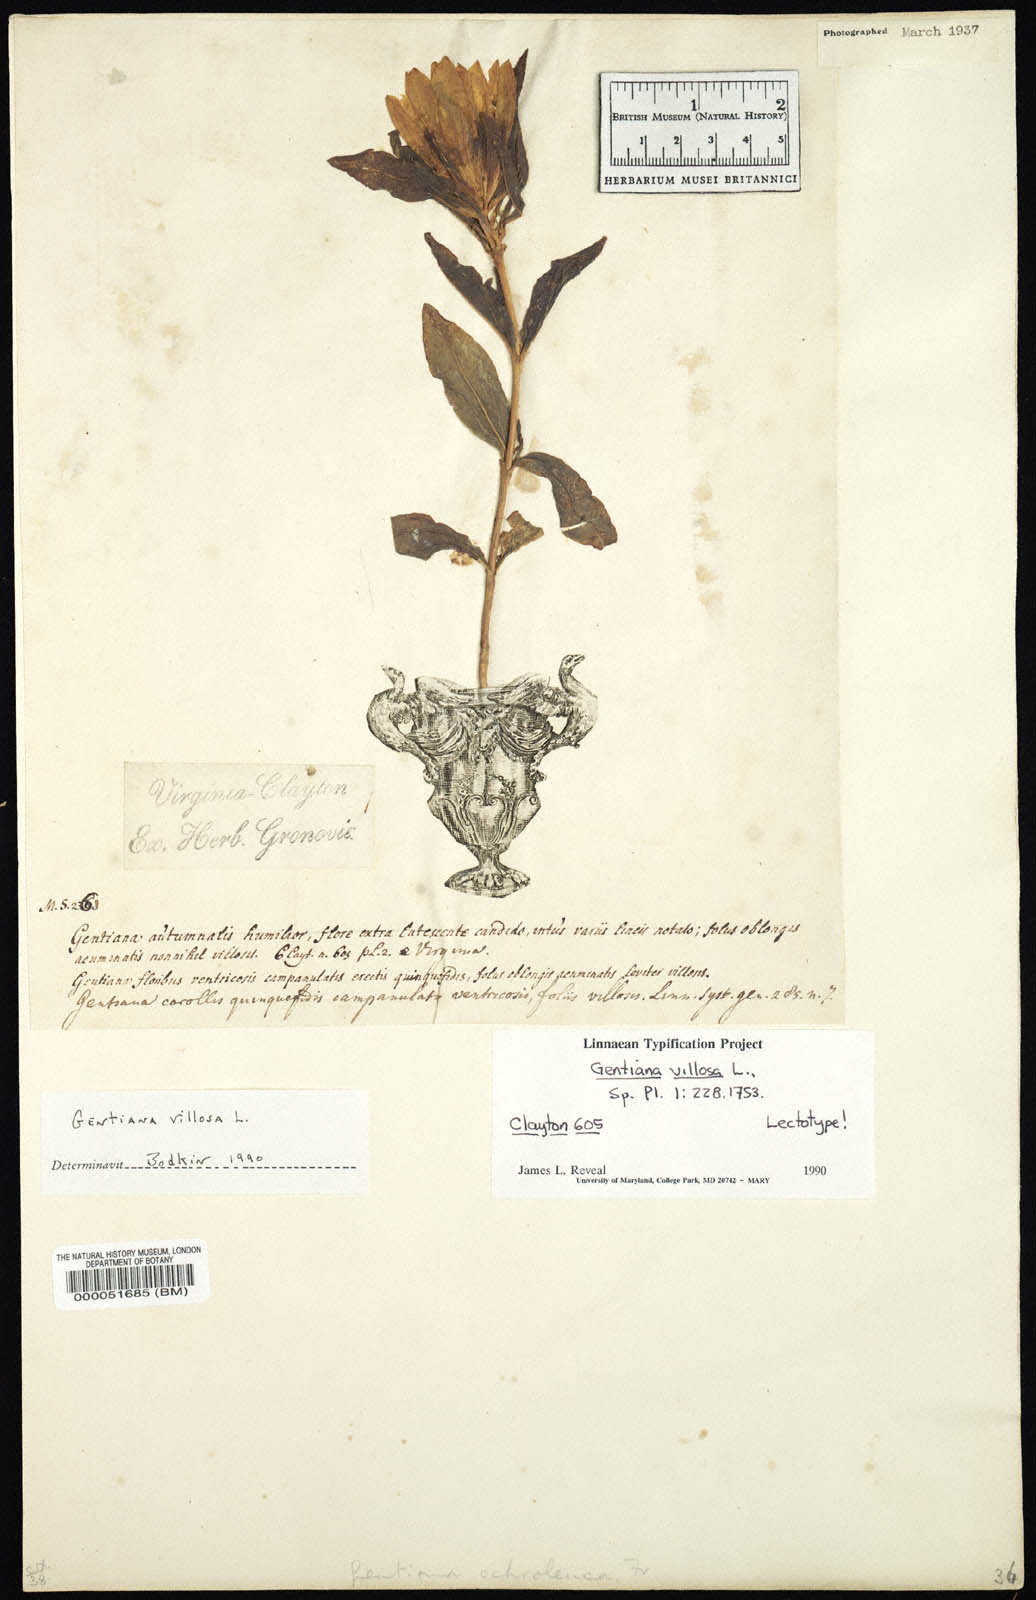 Photographed March 1937
1 2
BRITISH MUSEUM (NATURAL HISTORY)
1 2 3 4 5
HERBARIUM MUSEI BRITANNICI
Virginia-Clayton
Ex. Herb. Gronovii
M.S.
Gentiana autumnalis humilior, flore extra lutescente candido, intus variis lineis notato; foliis oblongis
acuminatis nonnihil villosis. Clayt. n. 605 pl. 2. e Virginia.
Gentiana floribus ventricosis campanulatis erectis quinquefidis, foliis oblongis acuminatis leviter villosis.
Gentiana corollis quinquefidis campanulatis ventricosis, foliis villosis. Linn. Syst. gen. 285. n. 7.
Linnaean Typification Project
Gentiana villosa L.,
Sp. Pl. 1: 228. 1753.
Clayton 605 Lectotype!
James L. Reveal 1990
University of Maryland, College Park, MD 20742 - MARY
GENTIANA VILLOSA L.
Determinavit Bodkin 1990
THE NATURAL HISTORY MUSEUM, LONDON
DEPARTMENT OF BOTANY
000051685 (BM)
38
Gentiana ochroleuca Fr